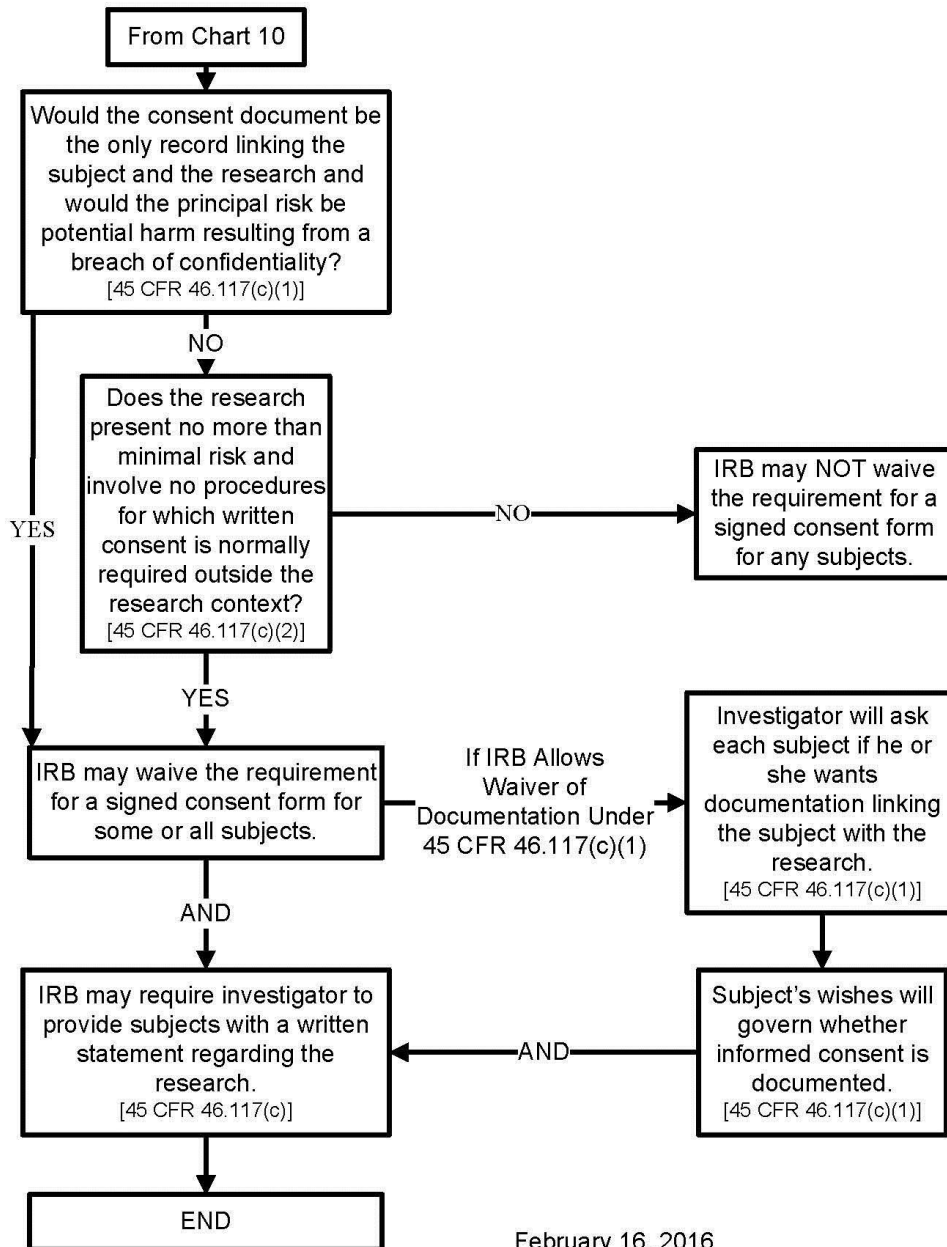 From Chart 10
Would the consent document be
the only record linking the
subject and the research and
would the principal risk be
potential harm resulting from a
breach of confidentiality?
[45 CFR 46.117(c)(1)]
NO
YES
Does the research
present no more than
minimal risk and
involve no procedures
for which written
consent is normally
required outside the
research context?
[45 CFR 46.117(c)(2)]
NO
IRB may NOT waive
the requirement for a
signed consent form
for any subjects.
YES
IRB may waive the requirement
for a signed consent form for
some or all subjects.
If IRB Allows
Waiver of
Documentation Under
45 CFR 46.117(c)(1)
Investigator will ask
each subject if he or
she wants
documentation linking
the subject with the
research.
[45 CFR 46.117(c)(1)]
AND
IRB may require investigator to
provide subjects with a written
statement regarding the
research.
[45 CFR 46.117(c)]
AND
Subject's wishes will
govern whether
informed consent is
documented.
[45 CFR 46.117(c)(1)]
END
February 16, 2016